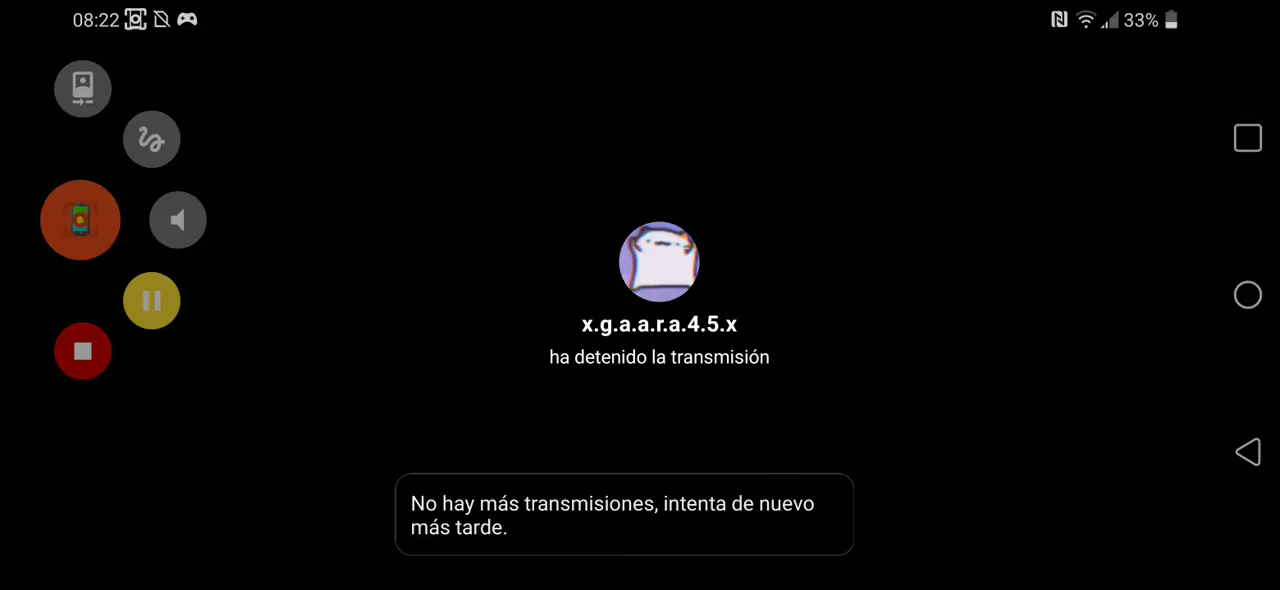 08:22
33%
x.g.a.a.r.a.4.5.x
ha detenido la transmisión
No hay más transmisiones, intenta de nuevo
más tarde.